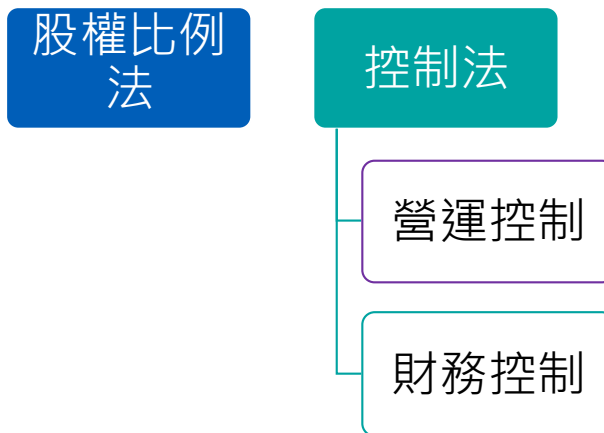 股權比例
法
控制法
營運控制
財務控制